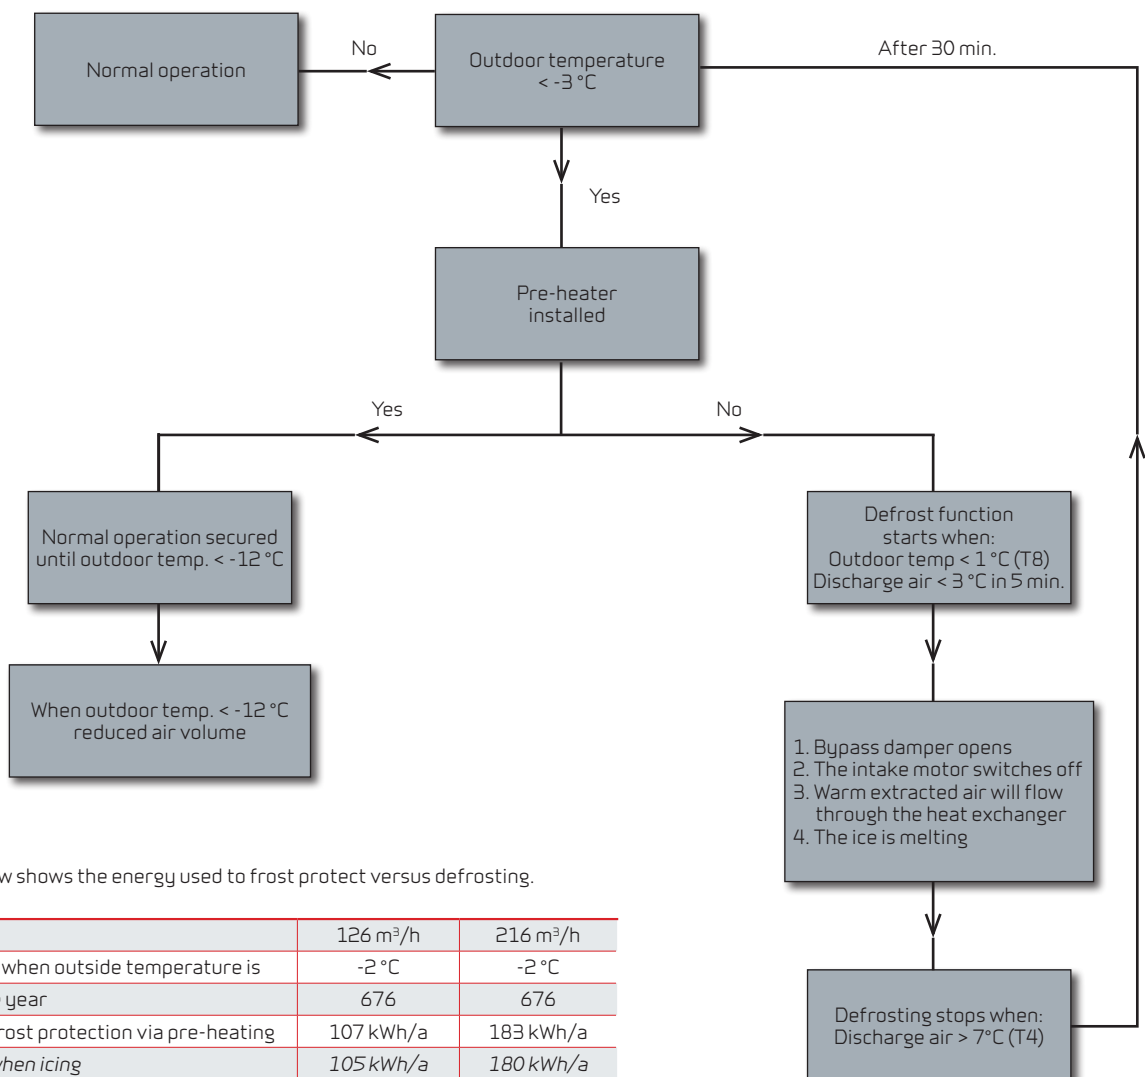 Normal operation
No
Outdoor temperature
< -3 °C
After 30 min.
Yes
Pre-heater
installed
Yes
No
Normal operation secured
until outdoor temp. < -12 °C
When outdoor temp. < -12 °C
reduced air volume
Defrost function
starts when:
Outdoor temp < 1 °C (T8)
Discharge air < 3 °C in 5 min.
1. Bypass damper opens
2. The intake motor switches off
3. Warm extracted air will flow
through the heat exchanger
4. The ice is melting
Defrosting stops when:
Discharge air > 7°C (T4)
shows the energy used to frost protect versus defrosting.
126 m³/h 216 m³/h
when outside temperature is -2 °C -2 °C
year 676 676
frost protection via pre-heating 107 kWh/a 183 kWh/a
when icing 105 kWh/a 180 kWh/a